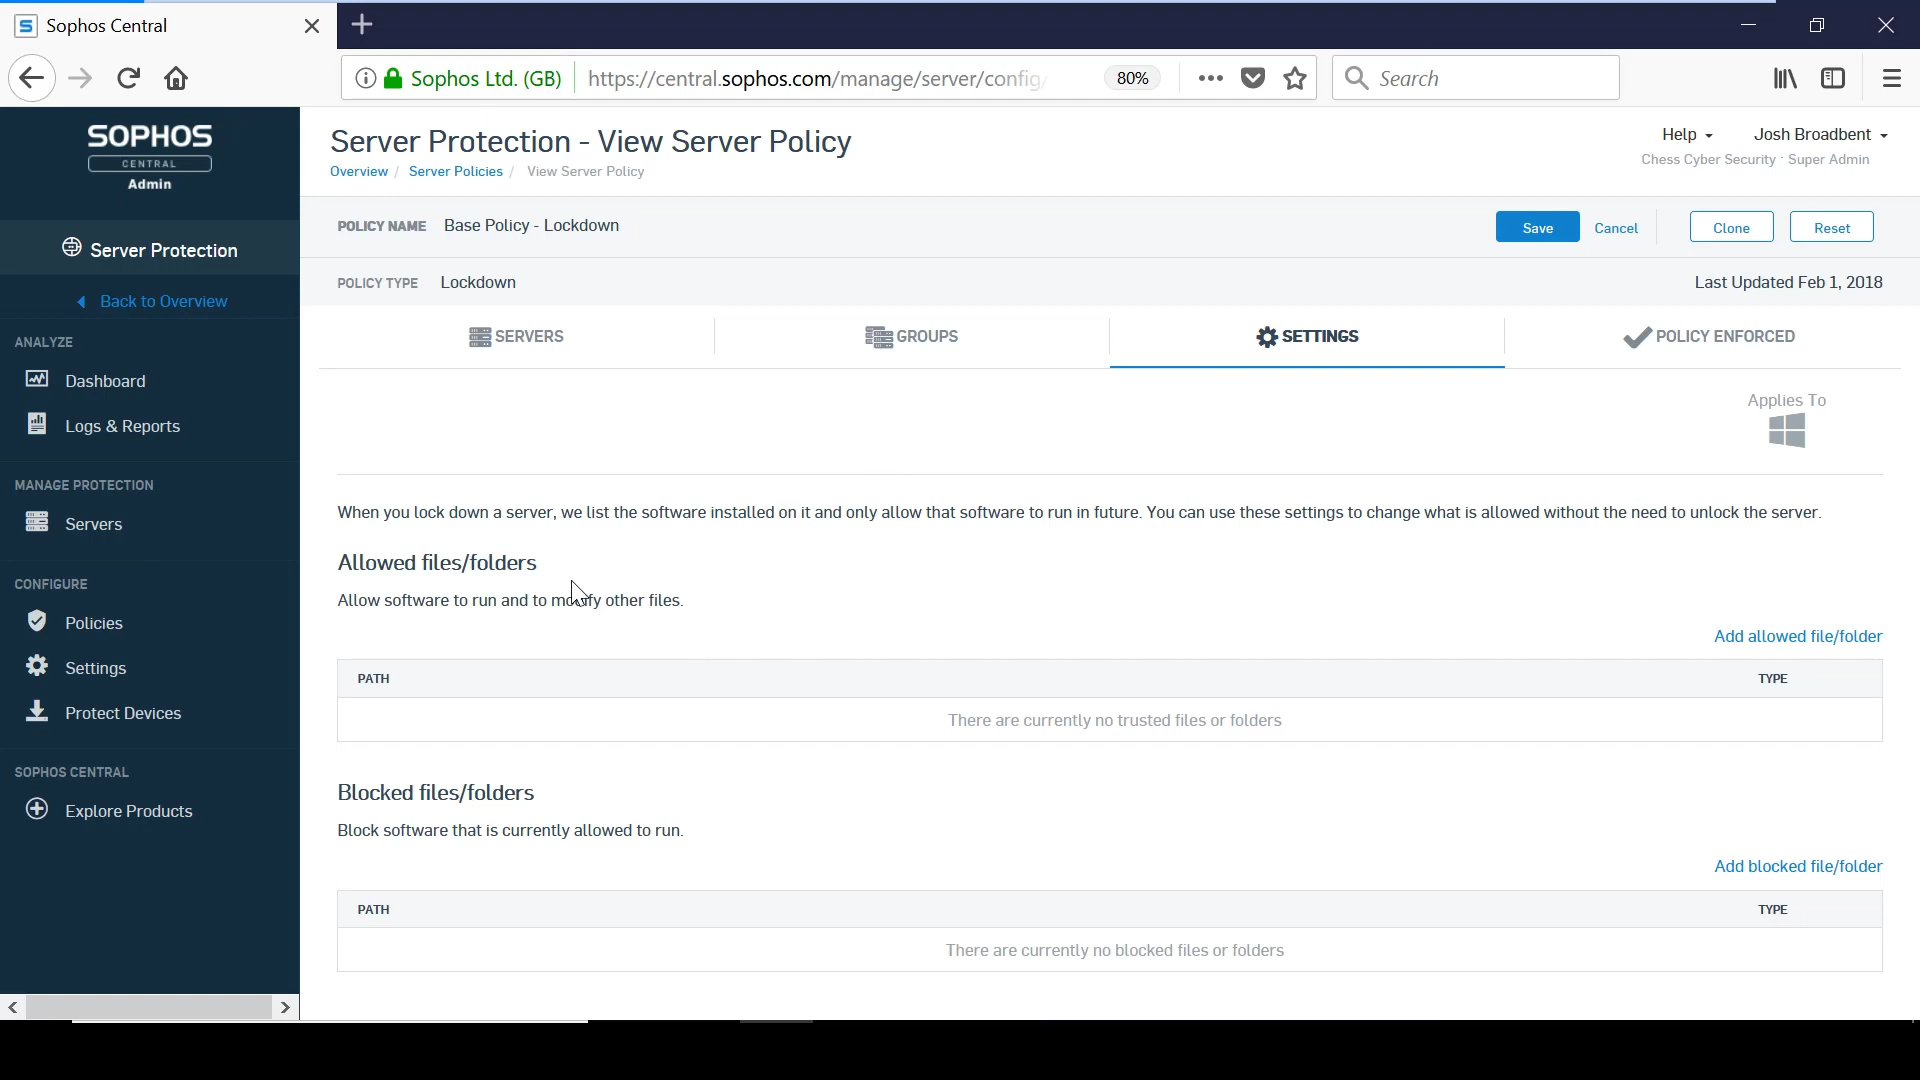 Sophos Central
Sophos Ltd. (GB)
https://central.sophos.com/manage/server/config/
80%
Search
SOPHOS
CENTRAL
Admin
Server Protection
Back to Overview
ANALYZE
Dashboard
Logs & Reports
MANAGE PROTECTION
Servers
CONFIGURE
Policies
Settings
Protect Devices
SOPHOS CENTRAL
Explore Products
Server Protection - View Server Policy
Help
Josh Broadbent
Overview / Server Policies / View Server Policy
Chess Cyber Security · Super Admin
POLICY NAME Base Policy - Lockdown
Save
Cancel
Clone
Reset
POLICY TYPE Lockdown
Last Updated Feb 1, 2018
SERVERS
GROUPS
SETTINGS
POLICY ENFORCED
Applies To
When you lock down a server, we list the software installed on it and only allow that software to run in future. You can use these settings to change what is allowed without the need to unlock the server.
Allowed files/folders
Allow software to run and to modify other files.
Add allowed file/folder
PATH TYPE
There are currently no trusted files or folders
Blocked files/folders
Block software that is currently allowed to run.
Add blocked file/folder
PATH TYPE
There are currently no blocked files or folders